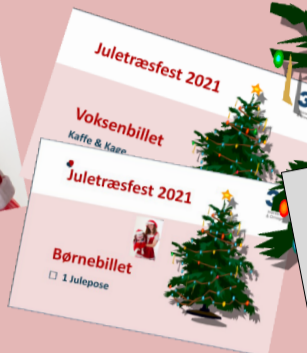 Juletræsfest 2021
Voksenbillet
Kaffe & Kage
Juletræsfest 2021
Børnebillet
☐ 1 Julepose